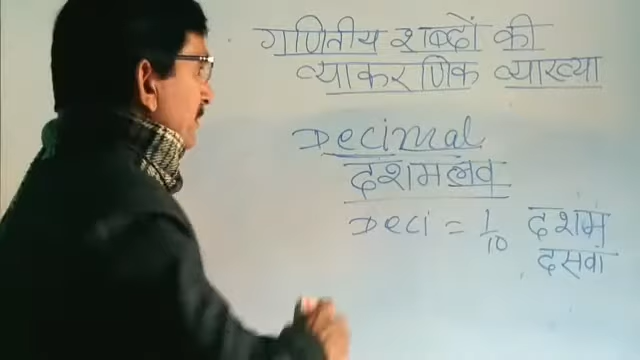 गणितीय शब्दों की
व्याकरणिक व्याख्या
Decimal
दशमलव
Deci = 1/10 दशम
दसवां